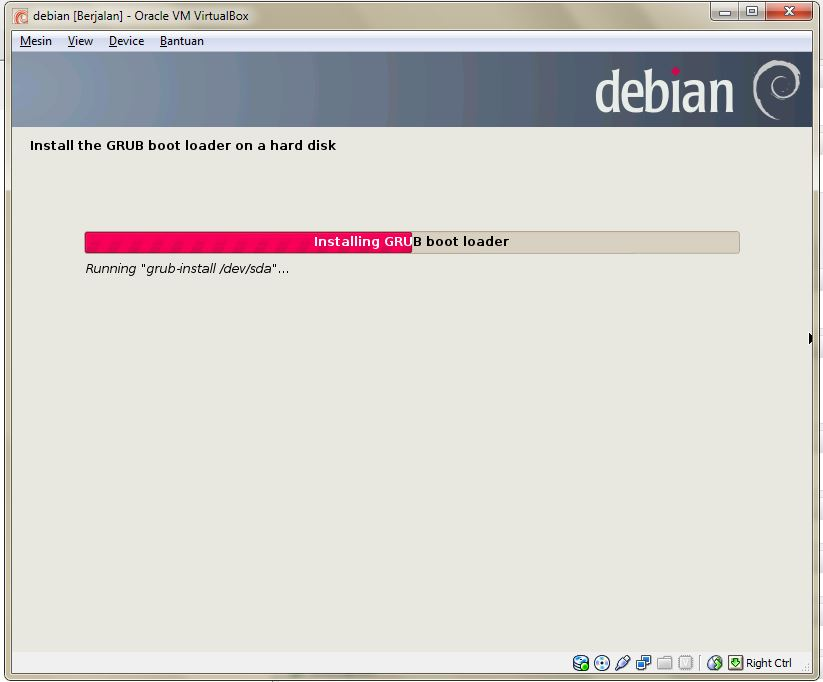 debian [Berjalan] - Oracle VM VirtualBox
Mesin View Device Bantuan
debian
Install the GRUB boot loader on a hard disk
Installing GRUB boot loader
Running "grub-install /dev/sda"...
Right Ctrl